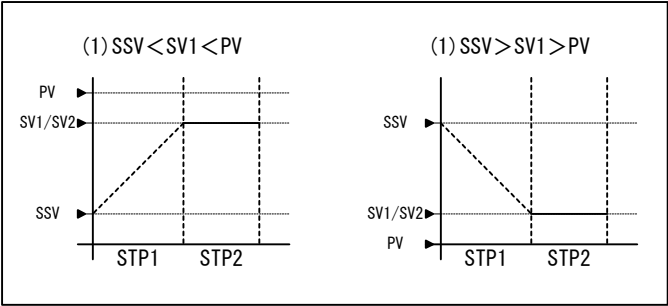 (1) SSV＜SV1＜PV
PV
SV1/SV2
SSV
STP1 STP2
(1) SSV＞SV1＞PV
SSV
SV1/SV2
PV
STP1 STP2